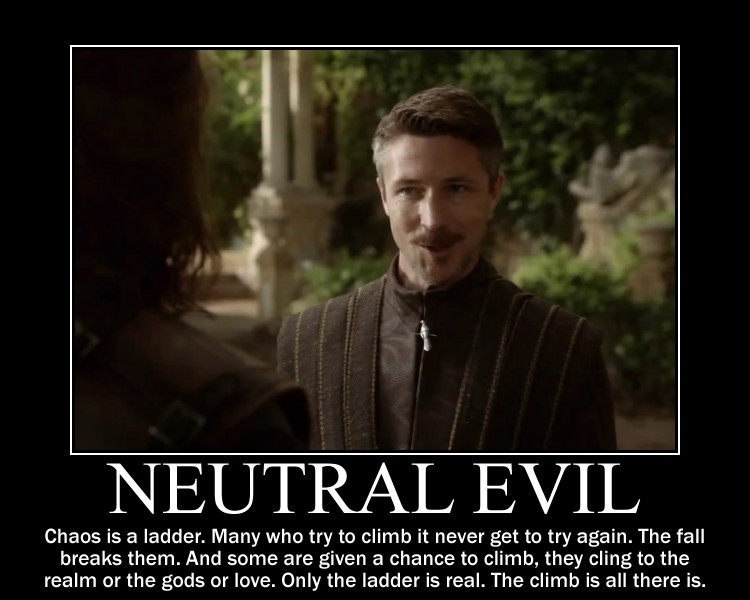 NEUTRAL EVIL
Chaos is a ladder. Many who try to climb it never get to try again. The fall
breaks them. And some are given a chance to climb, they cling to the
realm or the gods or love. Only the ladder is real. The climb is all there is.